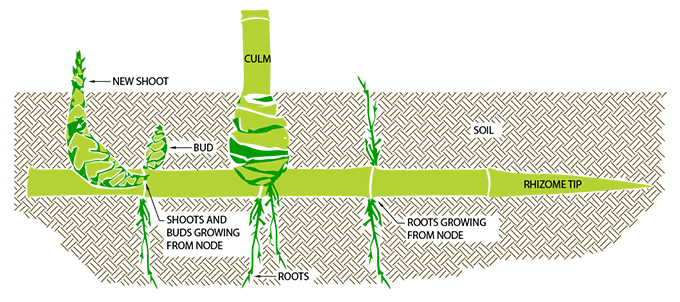 CULM
NEW SHOOT
SOIL
BUD
RHIZOME TIP
SHOOTS AND
BUDS GROWING
FROM NODE
ROOTS GROWING
FROM NODE
ROOTS